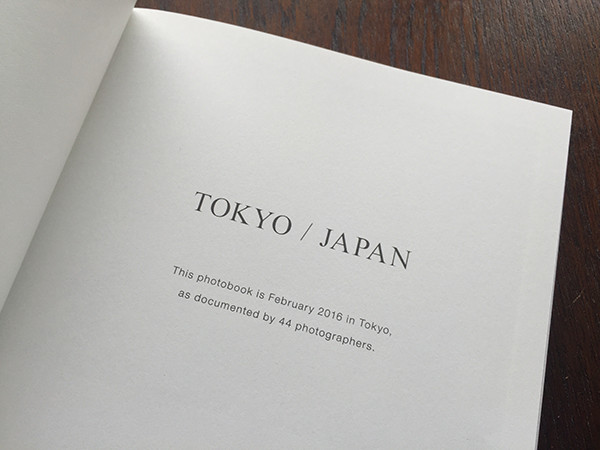 TOKYO / JAPAN
This photobook is February 2016 in Tokyo,
as documented by 44 photographers.